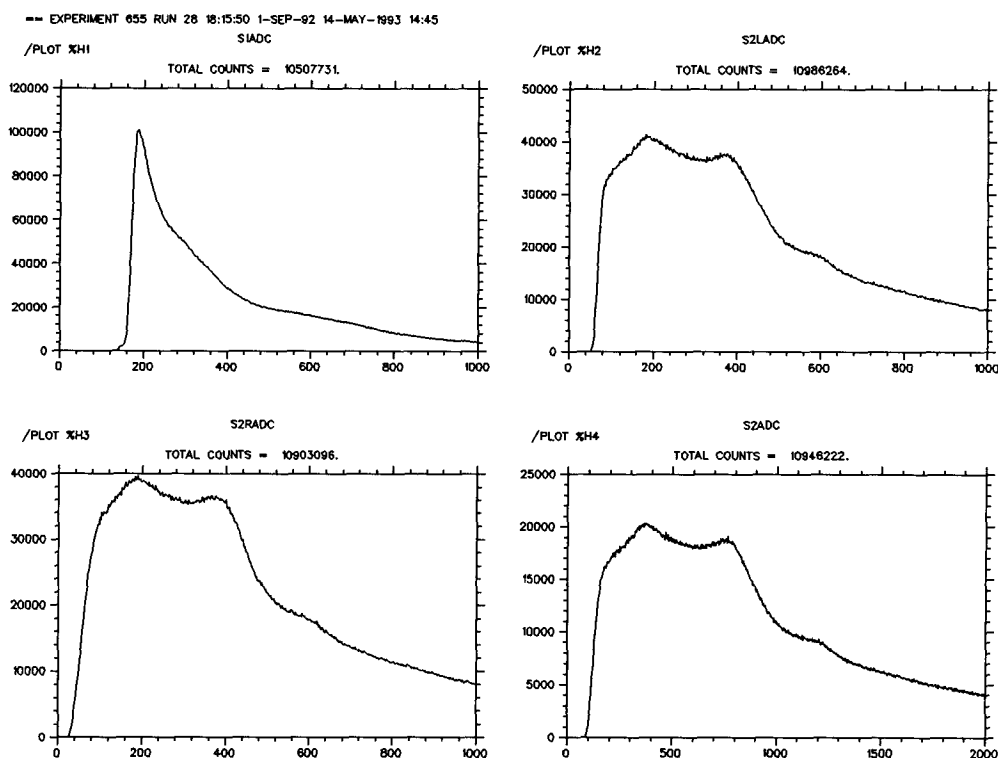 -- EXPERIMENT 655 RUN 28 18:15:50 1-SEP-92 14-MAY-1993 14:45
/PLOT %H1
S1ADC
TOTAL COUNTS = 10507731.
120000
100000
80000
60000
40000
20000
0
0 200 400 600 800 1000
/PLOT %H2
S2LADC
TOTAL COUNTS = 10986264.
50000
40000
30000
20000
10000
0
0 200 400 600 800 1000
/PLOT %H3
S2RADC
TOTAL COUNTS = 10903096.
40000
30000
20000
10000
0
0 200 400 600 800 1000
/PLOT %H4
S2ADC
TOTAL COUNTS = 10946222.
25000
20000
15000
10000
5000
0
0 500 1000 1500 2000